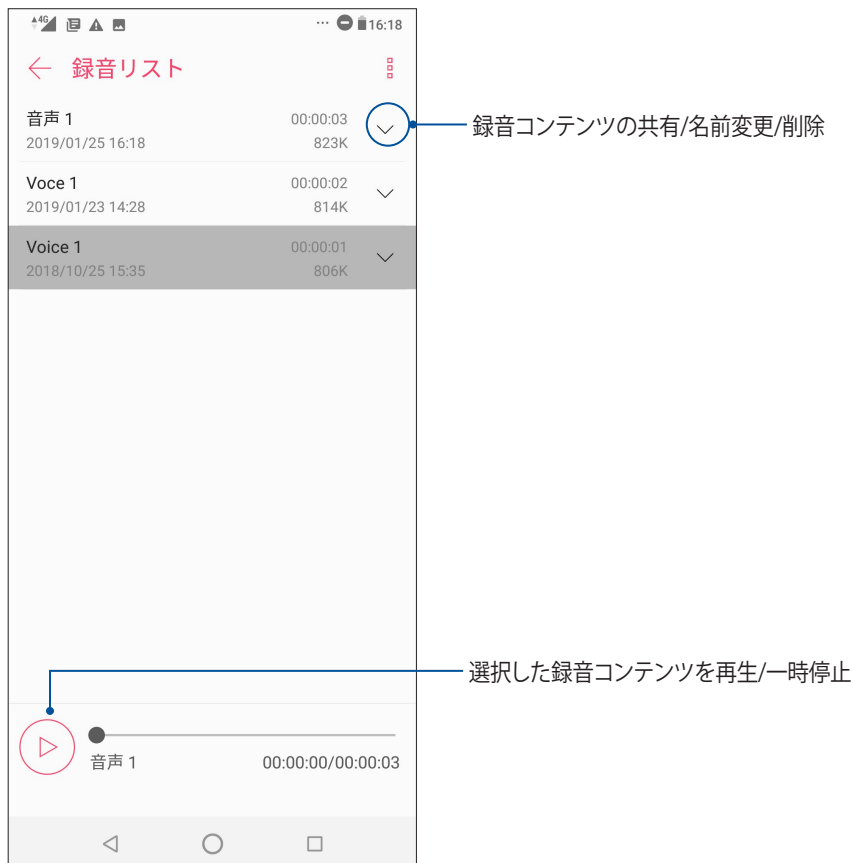 4G 16:18
録音リスト
音声 1 00:00:03
2019/01/25 16:18 823K
録音コンテンツの共有/名前変更/削除
Voce 1 00:00:02
2019/01/23 14:28 814K
Voice 1 00:00:01
2018/10/25 15:35 806K
選択した録音コンテンツを再生/一時停止
音声 1 00:00:00/00:00:03